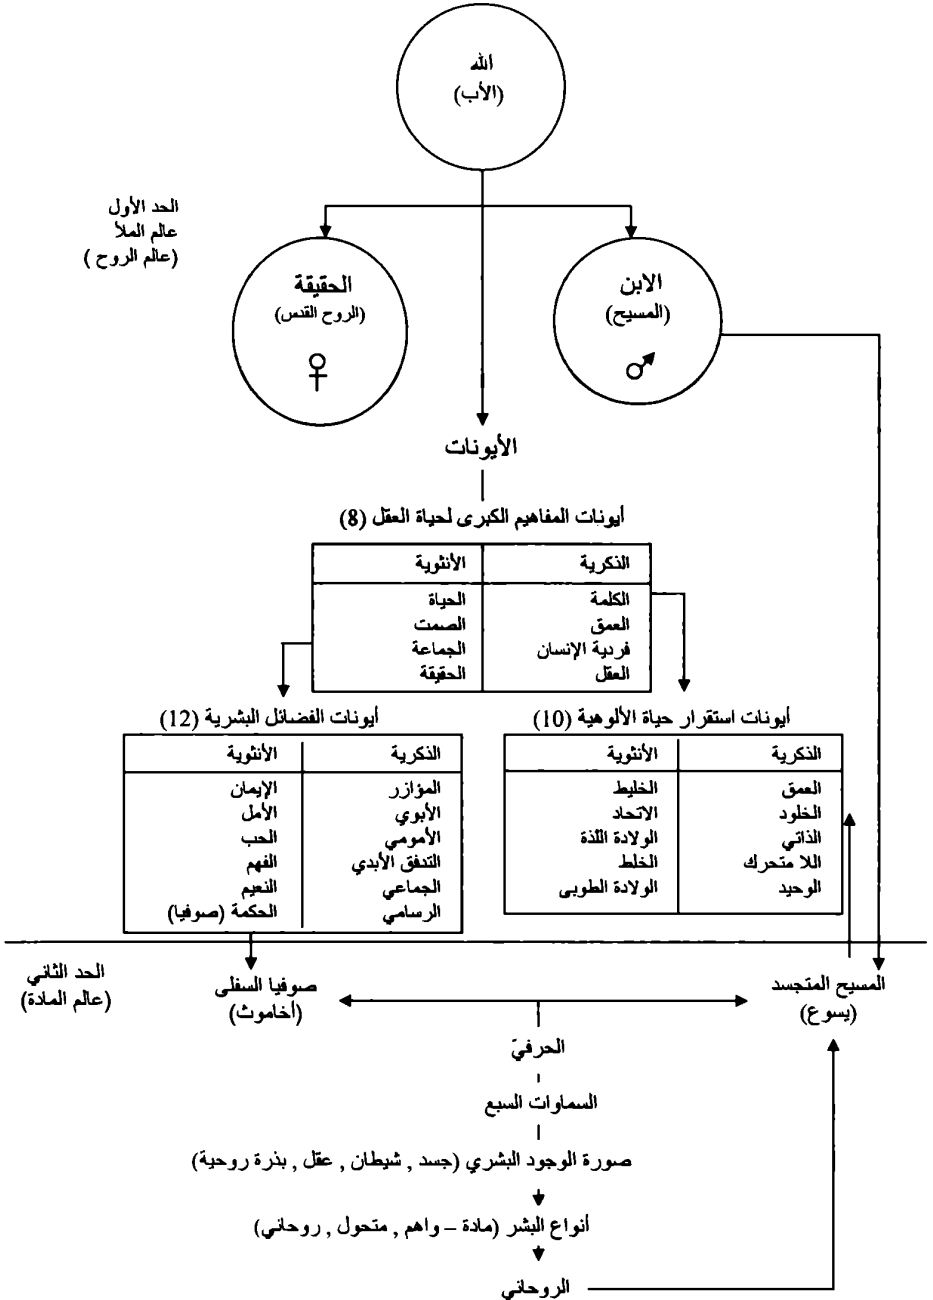 الله
(الأب)
الحد الأول
عالم الملأ
(عالم الروح )
الابن
(المسيح)
الحقيقة
(الروح القدس)
الأيونات
أيونات المفاهيم الكبرى لحياة العقل (8)
الذكرية الأنثوية
الكلمة الحياة
العمق الصمت
فردية الإنسان الجماعة
العقل الحقيقة
أيونات استقرار حياة الألوهية (10)
الذكرية الأنثوية
العمق الخليط
الخلود الاتحاد
الذاتي الولادة اللذة
اللا متحرك الخلط
الوحيد الولادة الطوبى
أيونات الفضائل البشرية (12)
الذكرية الأنثوية
المؤازر الإيمان
الأبوي الأمل
الأمومي الحب
التدفق الأبدي الفهم
الجماعي النعيم
الرسامي الحكمة (صوفيا)
الحد الثاني
(عالم المادة)
المسيح المتجسد
(يسوع)
صوفيا السفلى
(أخاموث)
الحرفيّ
السماوات السبع
صورة الوجود البشري (جسد , شيطان , عقل , بذرة روحية)
أنواع البشر (مادة – واهم , متحول , روحاني)
الروحاني